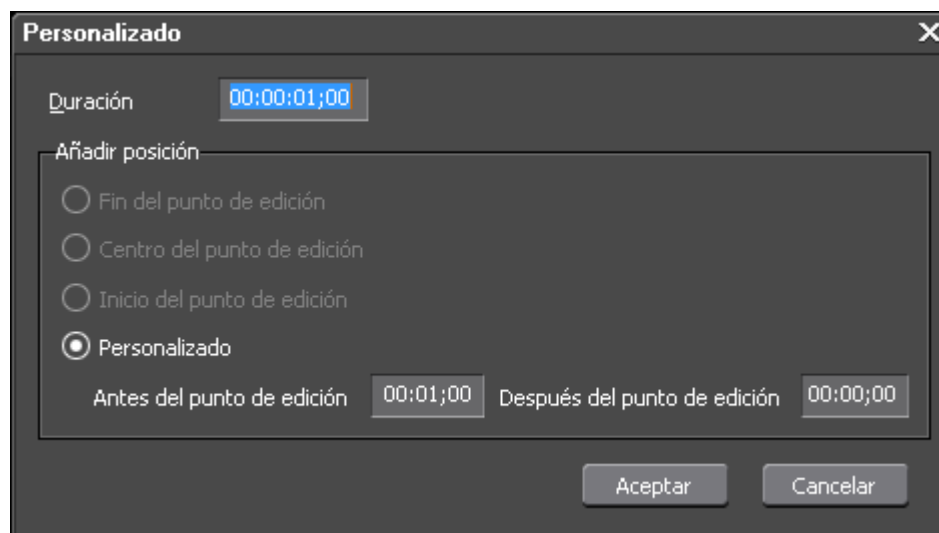 Personalizado
Duración 00:00:01;00
Añadir posición
Fin del punto de edición
Centro del punto de edición
Inicio del punto de edición
Personalizado
Antes del punto de edición 00:01;00 Después del punto de edición 00:00;00
Aceptar Cancelar